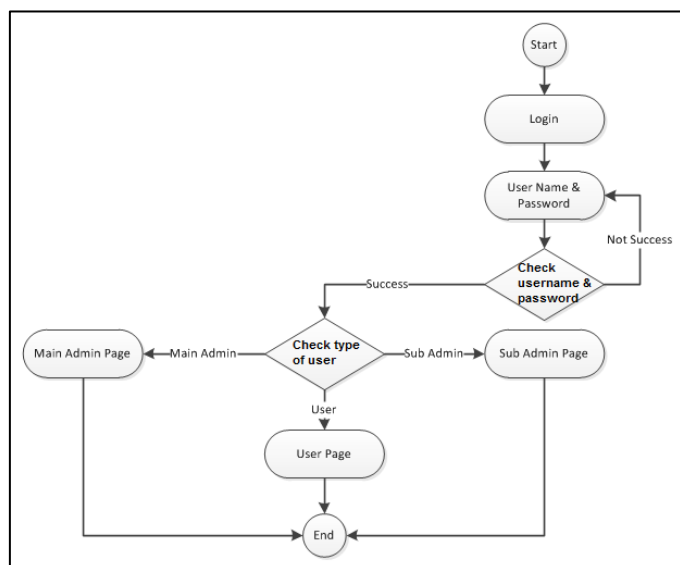 Start
Login
User Name &
Password
Not Success
Check
username &
password
Success
Main Admin Page
Main Admin
Check type
of user
Sub Admin
Sub Admin Page
User
User Page
End